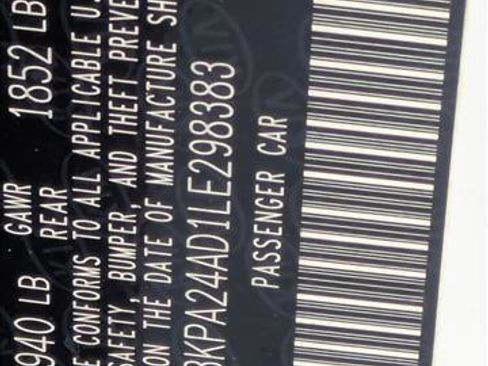 940 LB GAWR REAR 1852 LB
E CONFORMS TO ALL APPLICABLE U.
SAFETY, BUMPER, AND THEFT PREVE
ON THE DATE OF MANUFACTURE SH
3KPA24AD1LE298383
PASSENGER CAR